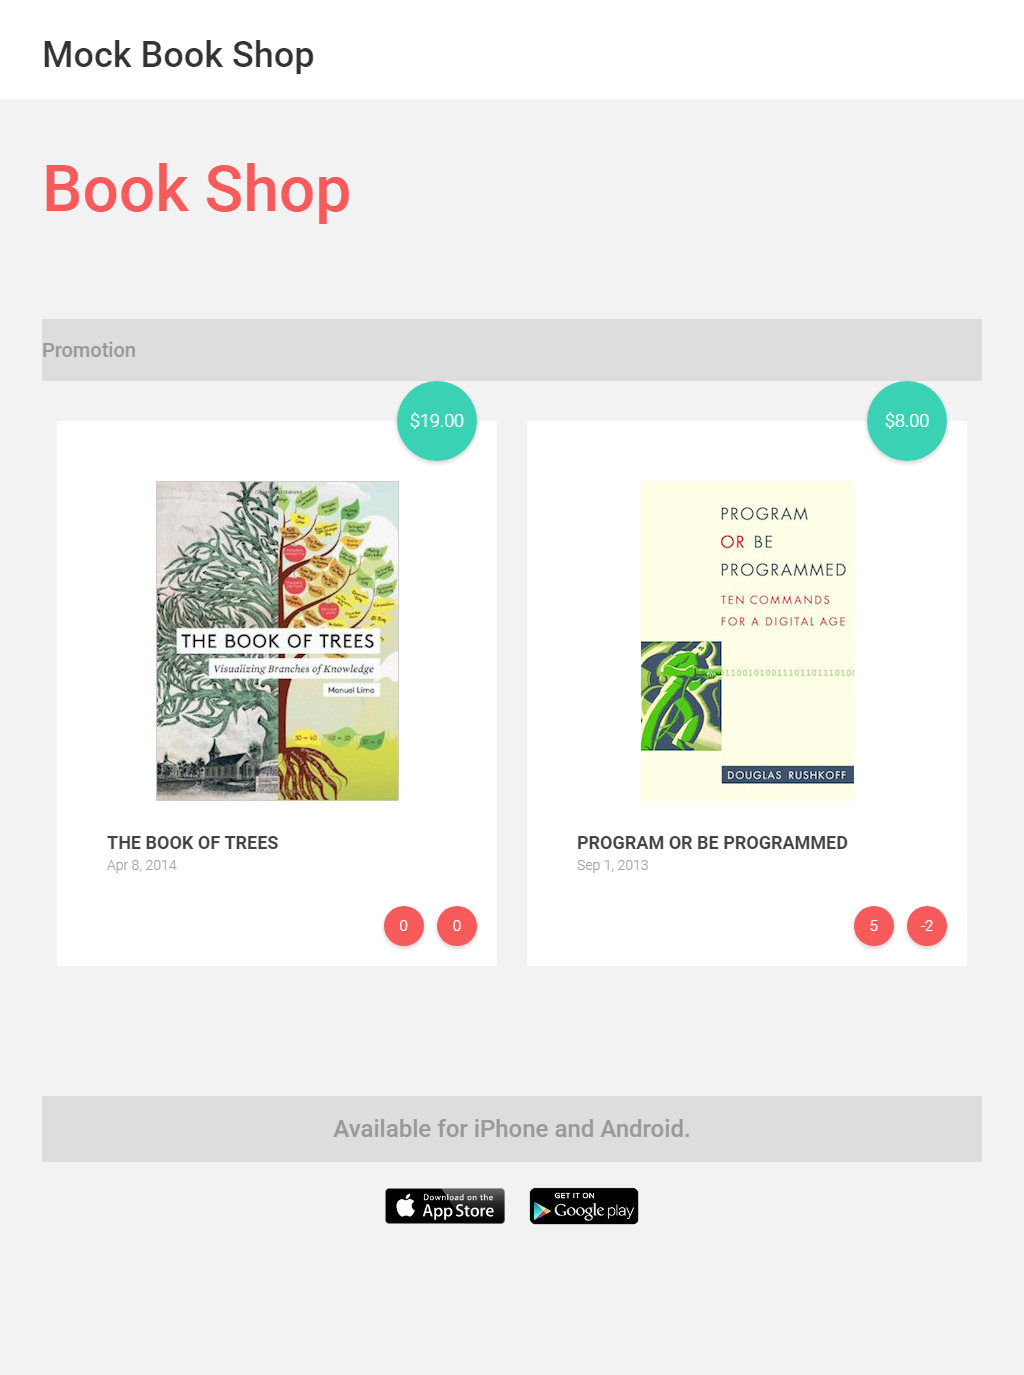 Mock Book Shop
Book Shop
Promotion
$19.00
THE BOOK OF TREES
Visualizing Branches of Knowledge
Manuel Lima
THE BOOK OF TREES
Apr 8, 2014
0 0
$8.00
PROGRAM
OR BE
PROGRAMMED
TEN COMMANDS
FOR A DIGITAL AGE
DOUGLAS RUSHKOFF
PROGRAM OR BE PROGRAMMED
Sep 1, 2013
5 -2
Available for iPhone and Android.
Download on the
App Store
GET IT ON
Google play